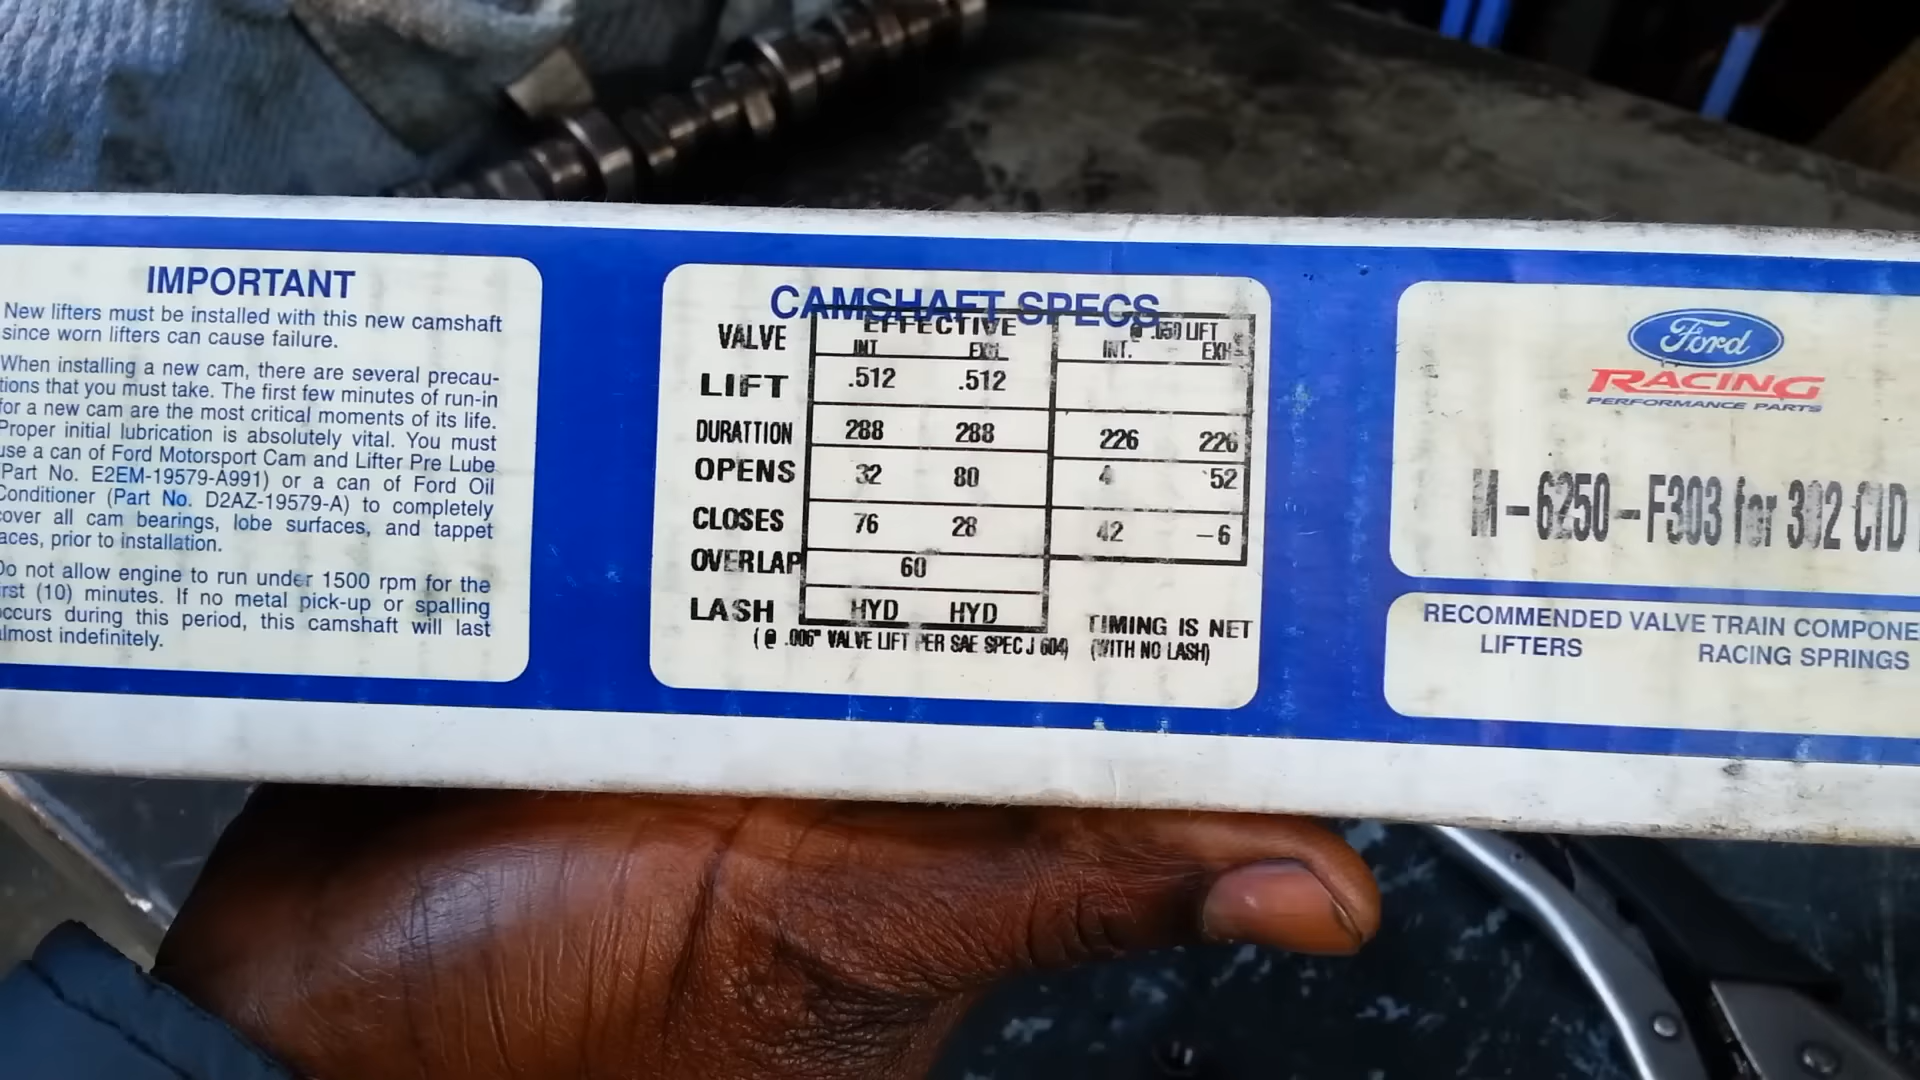 IMPORTANT
New lifters must be installed with this new camshaft
since worn lifters can cause failure.
When installing a new cam, there are several precau-
tions that you must take. The first few minutes of run-in
for a new cam are the most critical moments of its life.
Proper initial lubrication is absolutely vital. You must
use a can of Ford Motorsport Cam and Lifter Pre Lube
(Part No. E2EM-19579-A991) or a can of Ford Oil
Conditioner (Part No. D2AZ-19579-A) to completely
cover all cam bearings, lobe surfaces, and tappet
aces, prior to installation.
Do not allow engine to run under 1500 rpm for the
irst (10) minutes. If no metal pick-up or spalling
occurs during this period, this camshaft will last
almost indefinitely.
CAMSHAFT SPECS
VALVE EFFECTIVE @ .050 LIFT
INT EXH. INT. EXH.
LIFT .512 .512
DURATTION 288 288 226 226
OPENS 32 80 4 52
CLOSES 76 28 42 -6
OVERLAP 60
LASH HYD HYD
(@ .006" VALVE LIFT PER SAE SPEC J 604)
TIMING IS NET
(WITH NO LASH)
Ford
RACING
PERFORMANCE PARTS
M-6250-F303 for 302 CID
RECOMMENDED VALVE TRAIN COMPONE
LIFTERS RACING SPRINGS